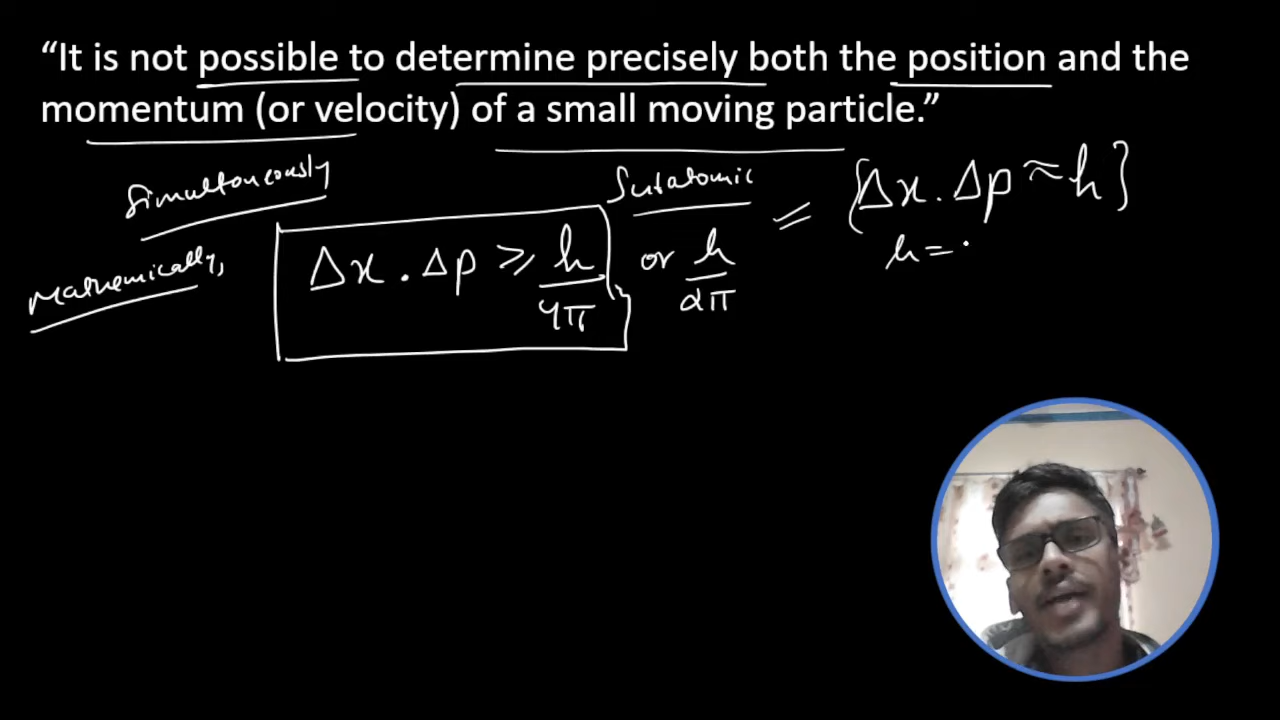 “It is not possible to determine precisely both the position and the
momentum (or velocity) of a small moving particle.”
Simultaneously
Subatomic
{Δx . Δp ≈ h}
Mathemically,
Δx . Δp ≥ h/4π or h/2π =
h = .